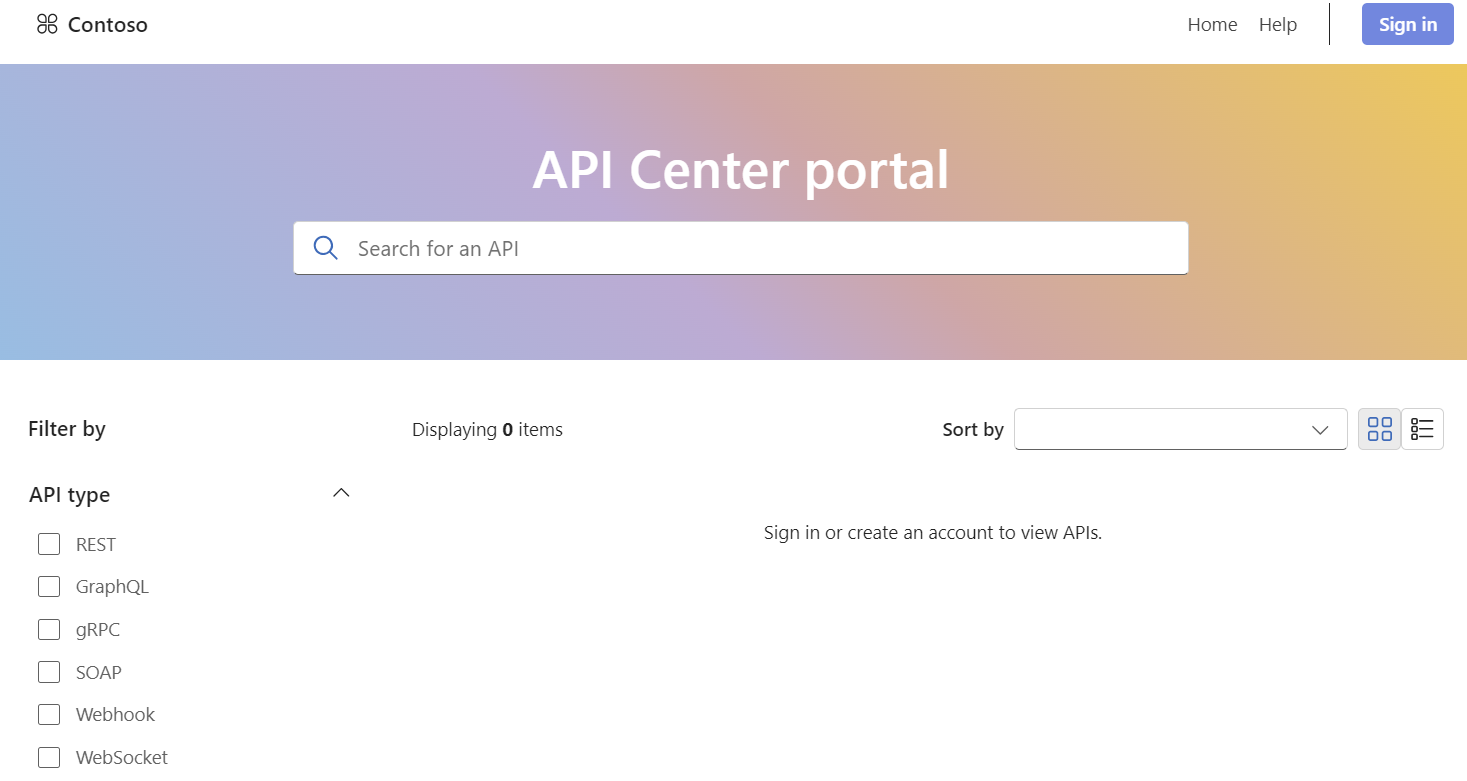 Contoso
Home Help Sign in
API Center portal
Search for an API
Filter by
Displaying 0 items
Sort by
API type
Sign in or create an account to view APIs.
REST
GraphQL
gRPC
SOAP
Webhook
WebSocket